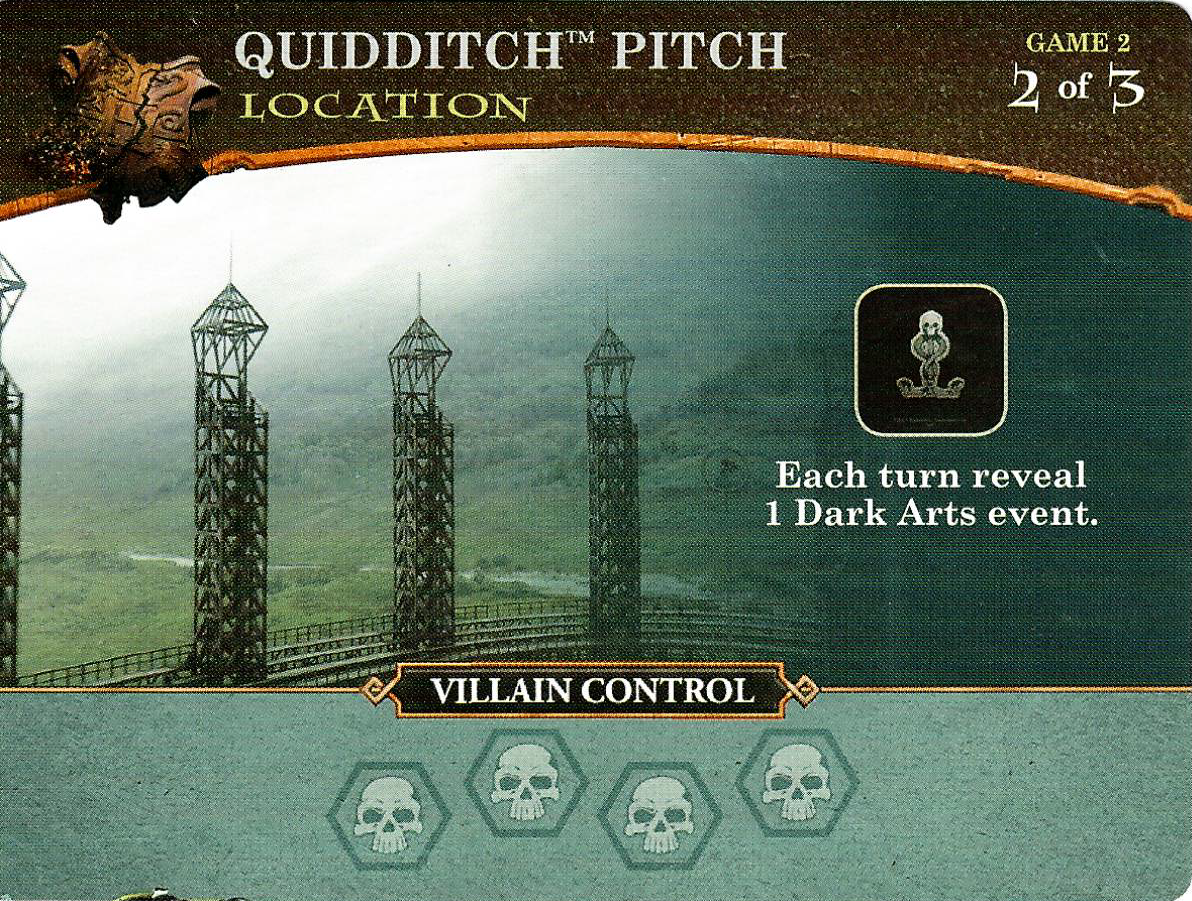 QUIDDITCH™ PITCH
LOCATION
GAME 2
2 of 3
Each turn reveal
1 Dark Arts event.
VILLAIN CONTROL